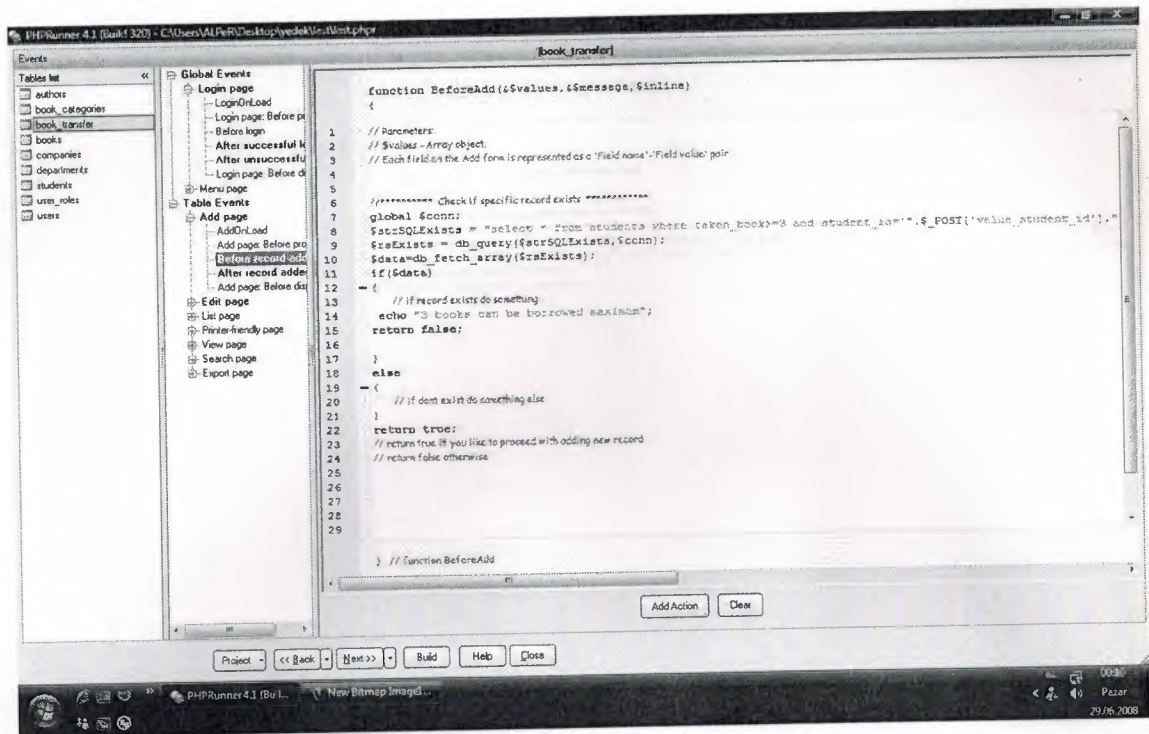 PHPRunner 4.1 (Build 320) - C:\Users\ALPeR\Desktop\yedek\
Events
[book_transfer]
Tables list «
authors
book_categories
book_transfer
books
companies
departments
students
user_roles
users
Global Events
Login page
LoginOnLoad
Login page: Before pr
Before login
After successful l
After unsuccessfu
Login page: Before di
Menu page
Table Events
Add page
AddOnLoad
Add page: Before pro
Before record add
After record adde
Add page: Before disp
Edit page
List page
Printer-friendly page
View page
Search page
Export page
function BeforeAdd(&$values,&$message,$inline)
{
1 // Parameters:
2 // $values - Array object.
3 // Each field on the Add form is represented as a 'Field name'-'Field value' pair
4
5
6 //********** Check if specific record exists ************
7 global $conn;
8 $strSQLExists = "select * from students where taken_book>=3 and student_id='".$_POST['value_student_id']."
9 $rsExists = db_query($strSQLExists,$conn);
10 $data=db_fetch_array($rsExists);
11 if($data)
12 {
13 // if record exists do something
14 echo "3 books can be borrowed maximum";
15 return false;
16
17 }
18 else
19 {
20 // if dont exist do something else
21 }
22 return true;
23 // return true if you like to proceed with adding new record
24 // return false otherwise
25
26
27
28
29
} // function BeforeAdd
Add Action Clear
Project << Back Next >> Build Help Close
PHPRunner 4.1 (Bu I... New Bitmap Image1...
Pazar
29.06.2008